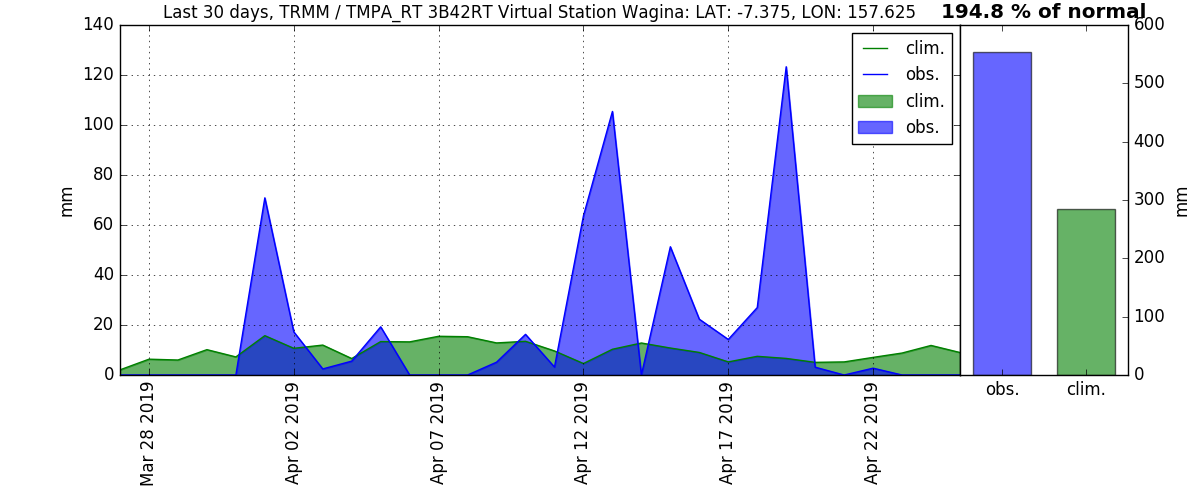 Last 30 days, TRMM / TMPA_RT 3B42RT Virtual Station Wagina: LAT: -7.375, LON: 157.625
194.8 % of normal
mm
140
120
100
80
60
40
20
0
clim.
obs.
clim.
obs.
Mar 28 2019
Apr 02 2019
Apr 07 2019
Apr 12 2019
Apr 17 2019
Apr 22 2019
600
500
400
300
200
100
0
mm
obs.
clim.